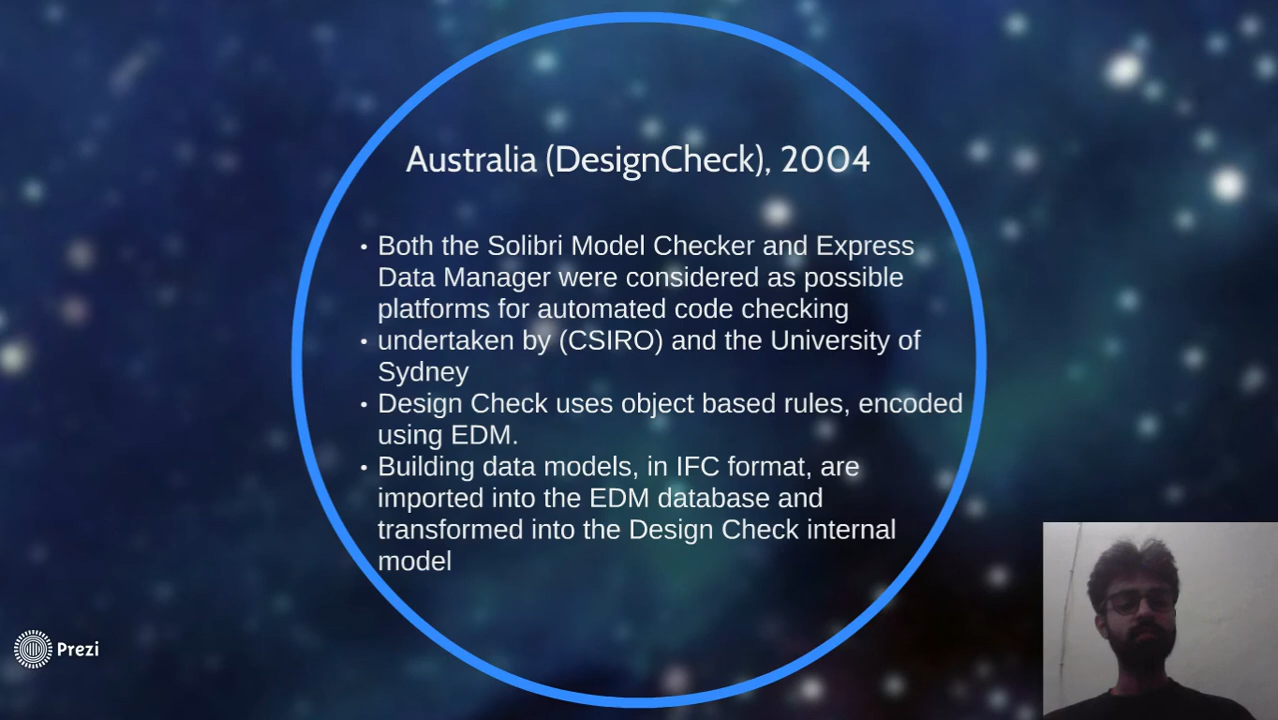 Australia (DesignCheck), 2004
• Both the Solibri Model Checker and Express
Data Manager were considered as possible
platforms for automated code checking
• undertaken by (CSIRO) and the University of
Sydney
• Design Check uses object based rules, encoded
using EDM.
• Building data models, in IFC format, are
imported into the EDM database and
transformed into the Design Check internal
model
Prezi